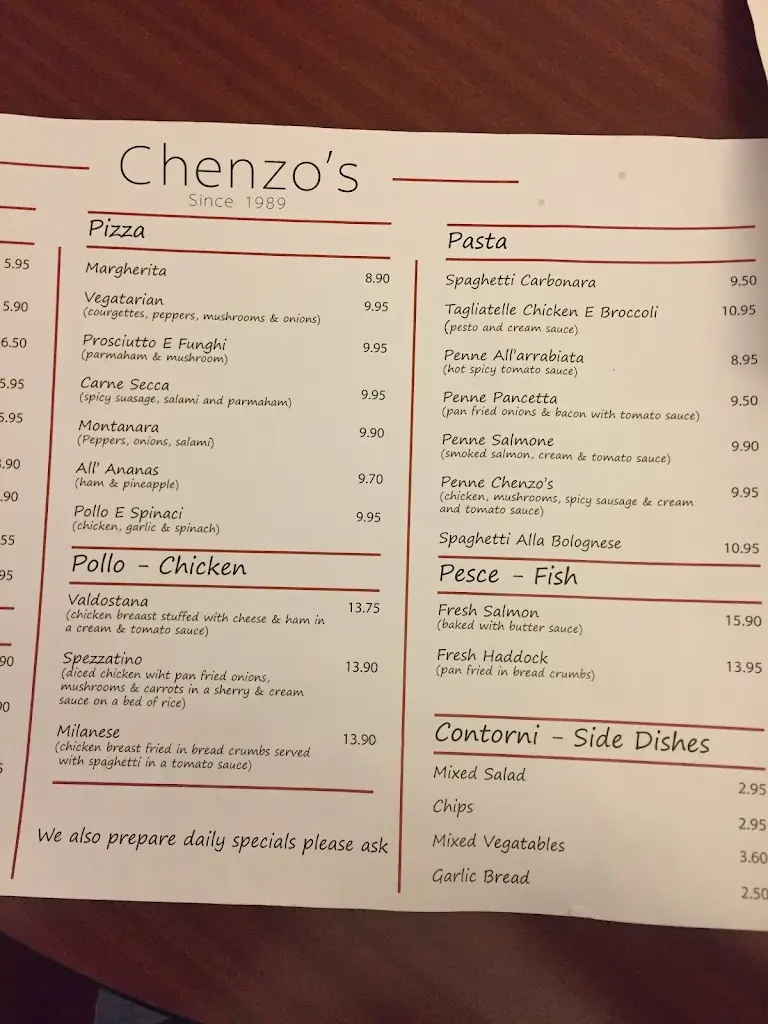 Chenzo's
Since 1989
5.95
5.90
6.50
5.95
5.95
.90
.90
55
95
90
90
Pizza
Margherita 8.90
Vegatarian 9.95
(courgettes, peppers, mushrooms & onions)
Prosciutto E Funghi 9.95
(parmaham & mushroom)
Carne Secca 9.95
(spicy suasage, salami and parmaham)
Montanara 9.90
(Peppers, onions, salami)
All' Ananas 9.70
(ham & pineapple)
Pollo E Spinaci 9.95
(chicken, garlic & spinach)
Pollo - Chicken
Valdostana 13.75
(chicken breaast stuffed with cheese & ham in
a cream & tomato sauce)
Spezzatino 13.90
(diced chicken wiht pan fried onions,
mushrooms & carrots in a sherry & cream
sauce on a bed of rice)
Milanese 13.90
(chicken breast fried in bread crumbs served
with spaghetti in a tomato sauce)
We also prepare daily specials please ask
Pasta
Spaghetti Carbonara 9.50
Tagliatelle Chicken E Broccoli 10.95
(pesto and cream sauce)
Penne All'arrabiata 8.95
(hot spicy tomato sauce)
Penne Pancetta 9.50
(pan fried onions & bacon with tomato sauce)
Penne Salmone 9.90
(smoked salmon, cream & tomato sauce)
Penne Chenzo's 9.95
(chicken, mushrooms, spicy sausage & cream
and tomato sauce)
Spaghetti Alla Bolognese 10.95
Pesce - Fish
Fresh Salmon 15.90
(baked with butter sauce)
Fresh Haddock 13.95
(pan fried in bread crumbs)
Contorni - Side Dishes
Mixed Salad 2.95
Chips 2.95
Mixed Vegatables 3.60
Garlic Bread 2.50